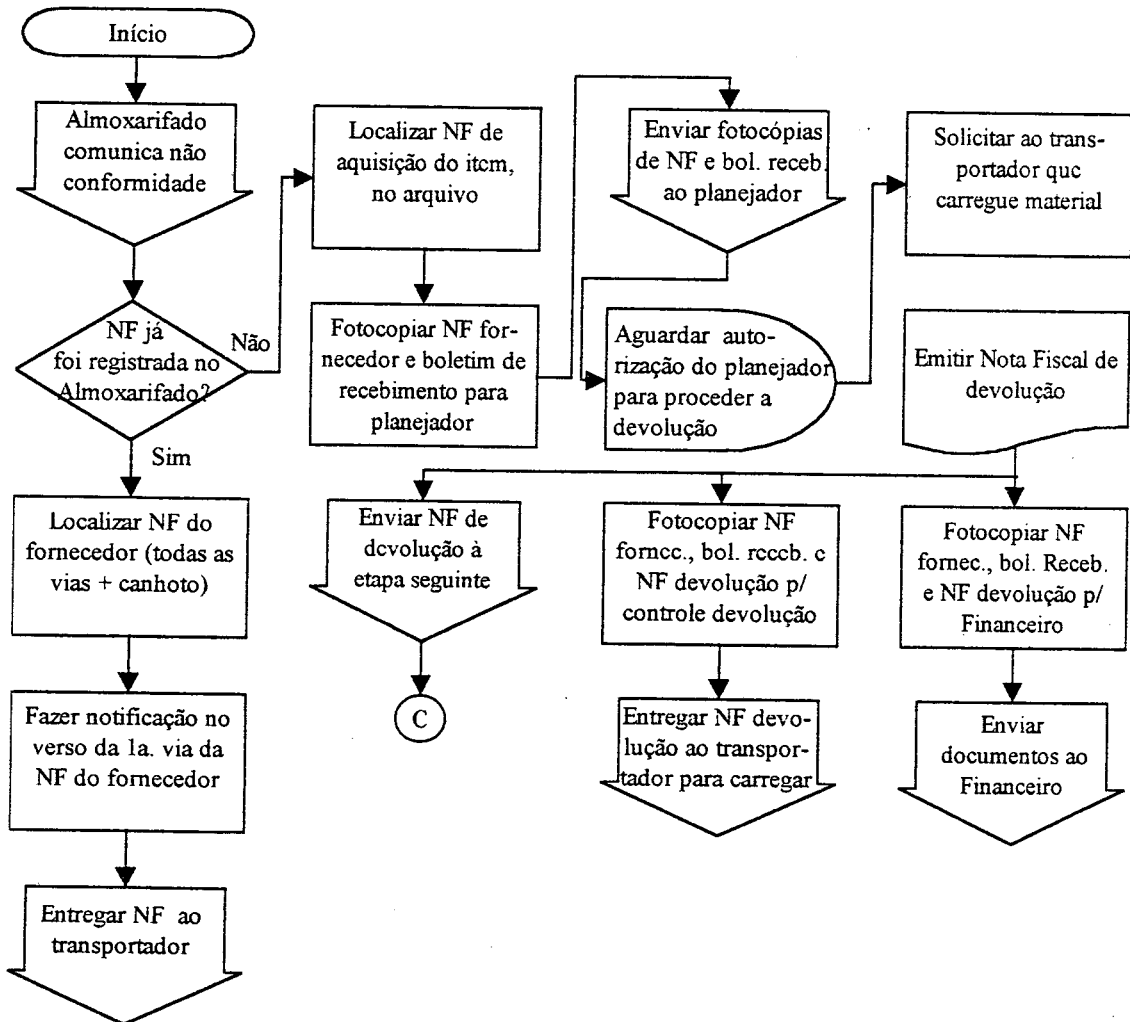 Início
Almoxarifado
comunica não
conformidade
NF já
foi registrada no
Almoxarifado?
Não
Sim
Localizar NF do
fornecedor (todas as
vias + canhoto)
Fazer notificação no
verso da 1a. via da
NF do fornecedor
Entregar NF ao
transportador
Localizar NF de
aquisição do item,
no arquivo
Fotocopiar NF for-
necedor e boletim de
recebimento para
planejador
Enviar fotocópias
de NF e bol. receb.
ao planejador
Aguardar auto-
rização do planejador
para proceder a
devolução
Solicitar ao trans-
portador que
carregue material
Emitir Nota Fiscal de
devolução
Enviar NF de
devolução à
etapa seguinte
C
Fotocopiar NF
fornec., bol. receb. e
NF devolução p/
controle devolução
Entregar NF devo-
lução ao transpor-
tador para carregar
Fotocopiar NF
fornec., bol. Receb.
e NF devolução p/
Financeiro
Enviar
documentos ao
Financeiro